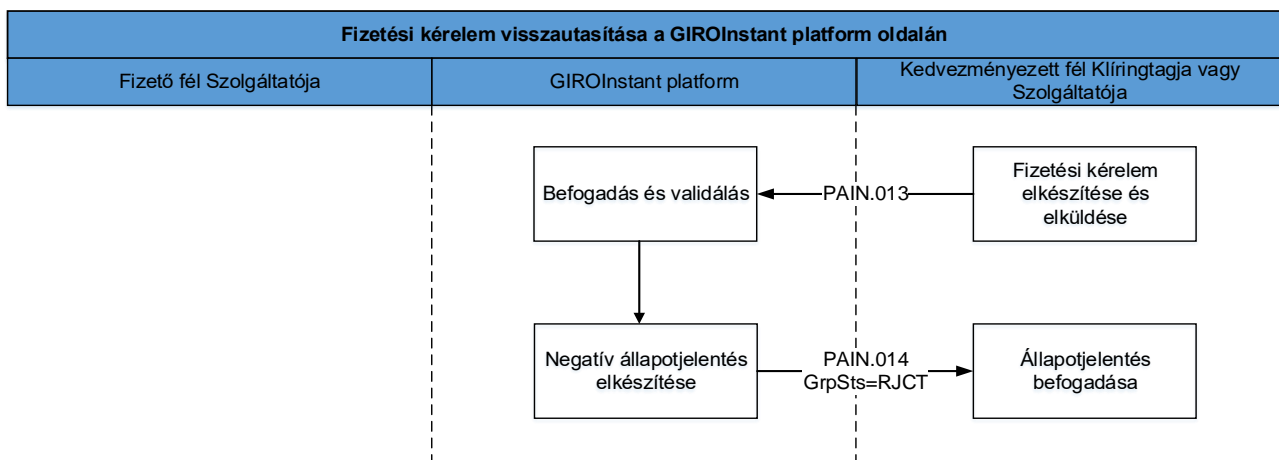 Fizetési kérelem visszautasítása a GIROInstant platform oldalán
Fizető fél Szolgáltatója
GIROInstant platform
Kedvezményezett fél Klíringtagja vagy
Szolgáltatója
Befogadás és validálás
PAIN.013
Fizetési kérelem
elkészítése és
elküldése
Negatív állapotjelentés
elkészítése
PAIN.014
GrpSts=RJCT
Állapotjelentés
befogadása